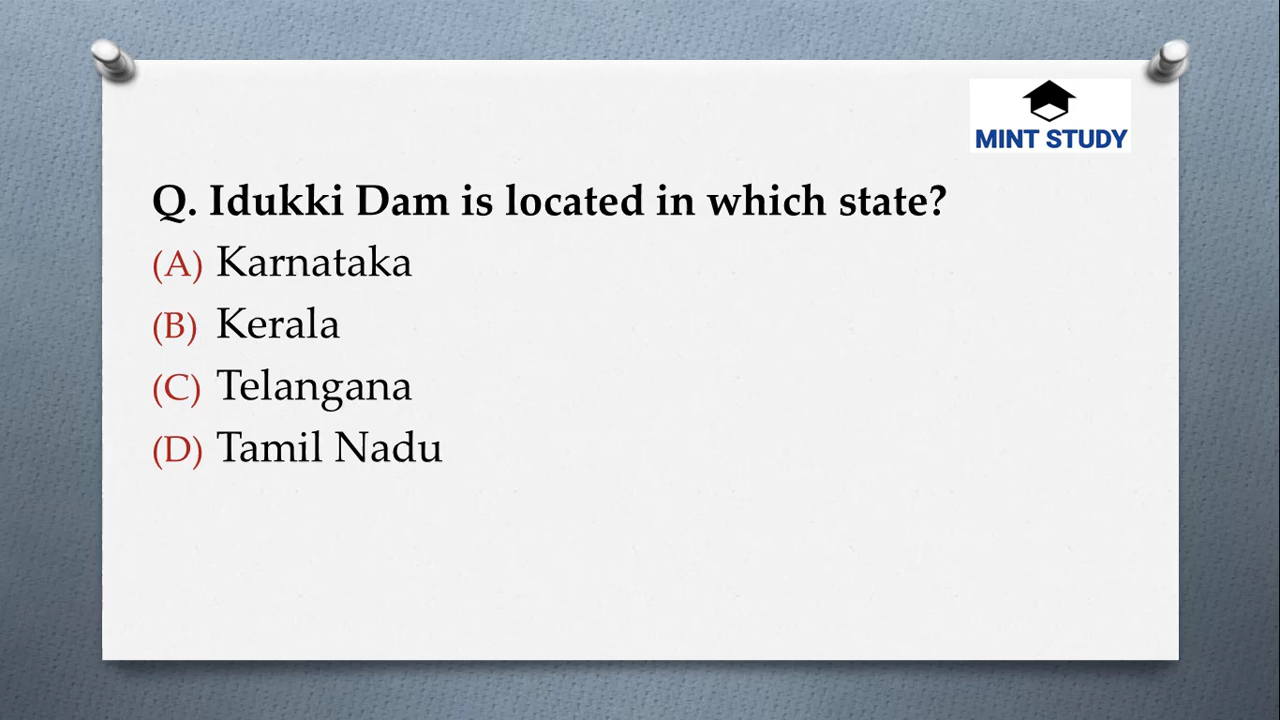 MINT STUDY
Q. Idukki Dam is located in which state?
(A) Karnataka
(B) Kerala
(C) Telangana
(D) Tamil Nadu